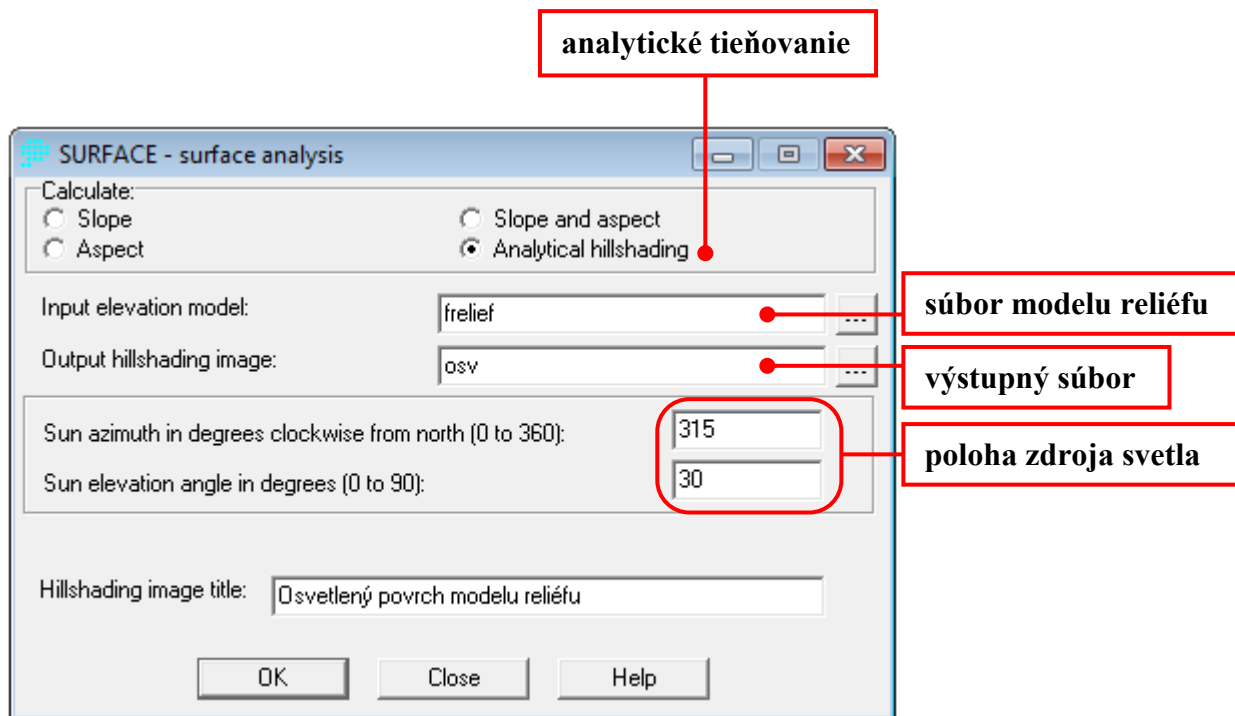 analytické tieňovanie
SURFACE - surface analysis
Calculate:
Slope
Slope and aspect
Aspect
Analytical hillshading
Input elevation model:
frelief
...
súbor modelu reliéfu
Output hillshading image:
osv
...
výstupný súbor
Sun azimuth in degrees clockwise from north (0 to 360):
315
poloha zdroja svetla
Sun elevation angle in degrees (0 to 90):
30
Hillshading image title:
Osvetlený povrch modelu reliéfu
OK
Close
Help